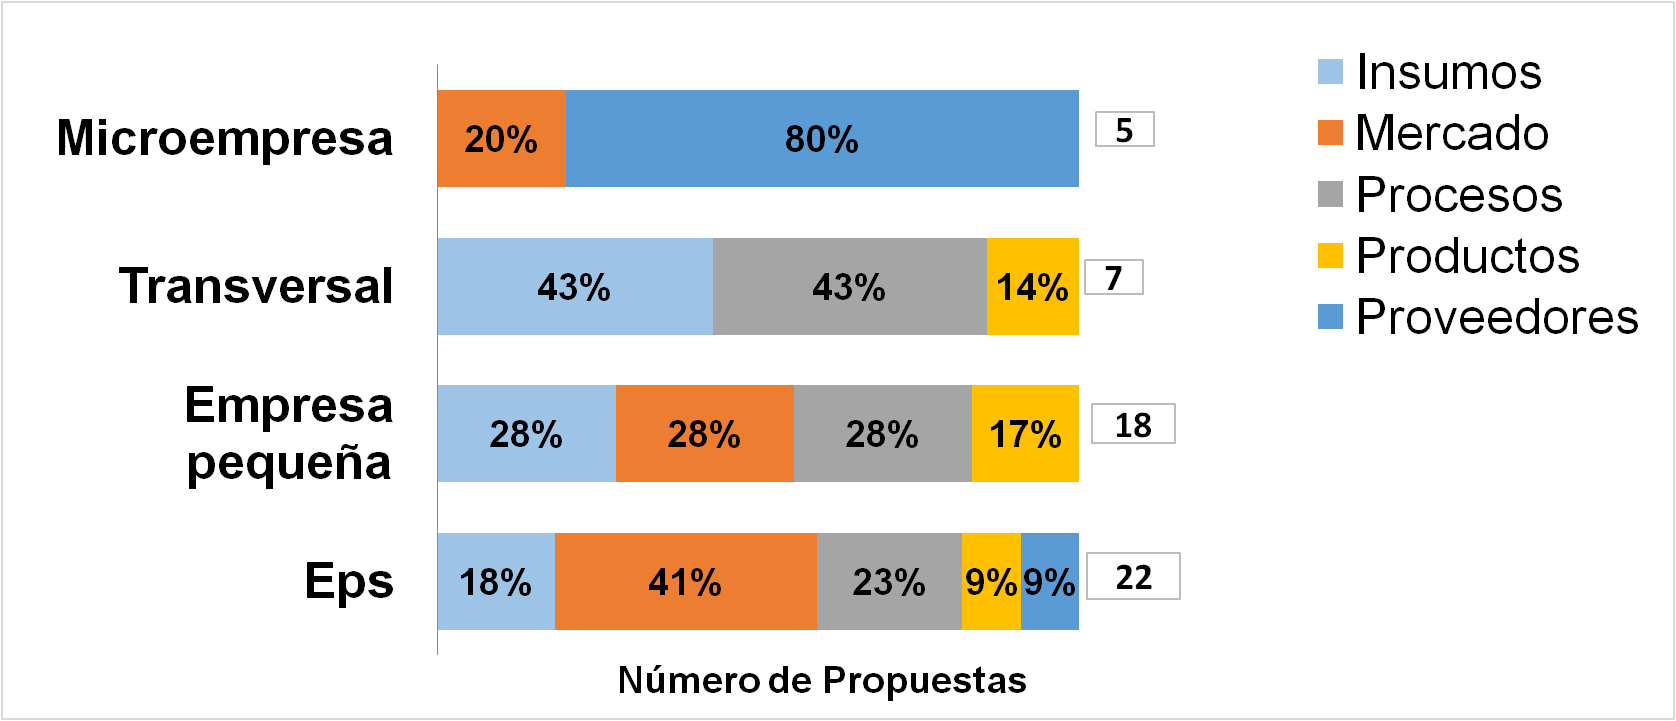 Microempresa
20%
80%
5
Transversal
43%
43%
14%
7
Empresa
pequeña
28%
28%
28%
17%
18
Eps
18%
41%
23%
9%
9%
22
Número de Propuestas
Insumos
Mercado
Procesos
Productos
Proveedores